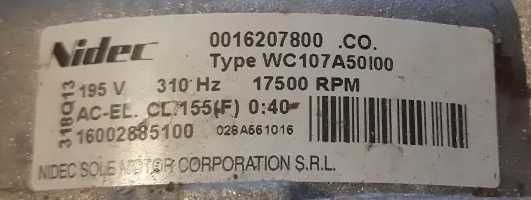 Nidec
0016207800 .CO.
Type WC107A50I00
195 V 310 Hz 17500 RPM
AC-EL. CL.155(F) 0:40
16002885100 028A561016
NIDEC SOLE MOTOR CORPORATION S.R.L.
318Q13